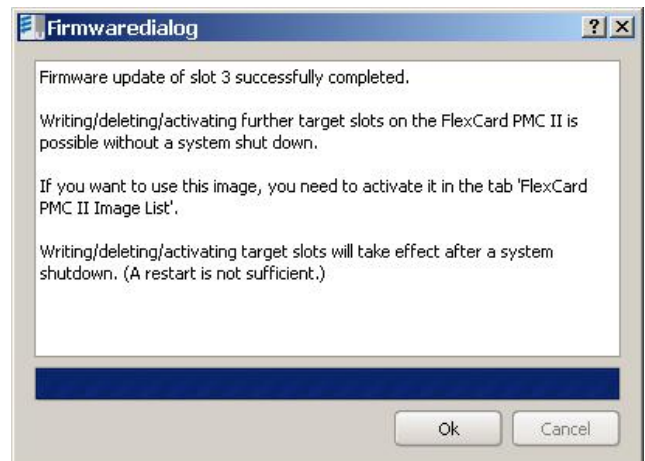 Firmwaredialog
Firmware update of slot 3 successfully completed.
Writing/deleting/activating further target slots on the FlexCard PMC II is
possible without a system shut down.
If you want to use this image, you need to activate it in the tab 'FlexCard
PMC II Image List'.
Writing/deleting/activating target slots will take effect after a system
shutdown. (A restart is not sufficient.)
Ok
Cancel